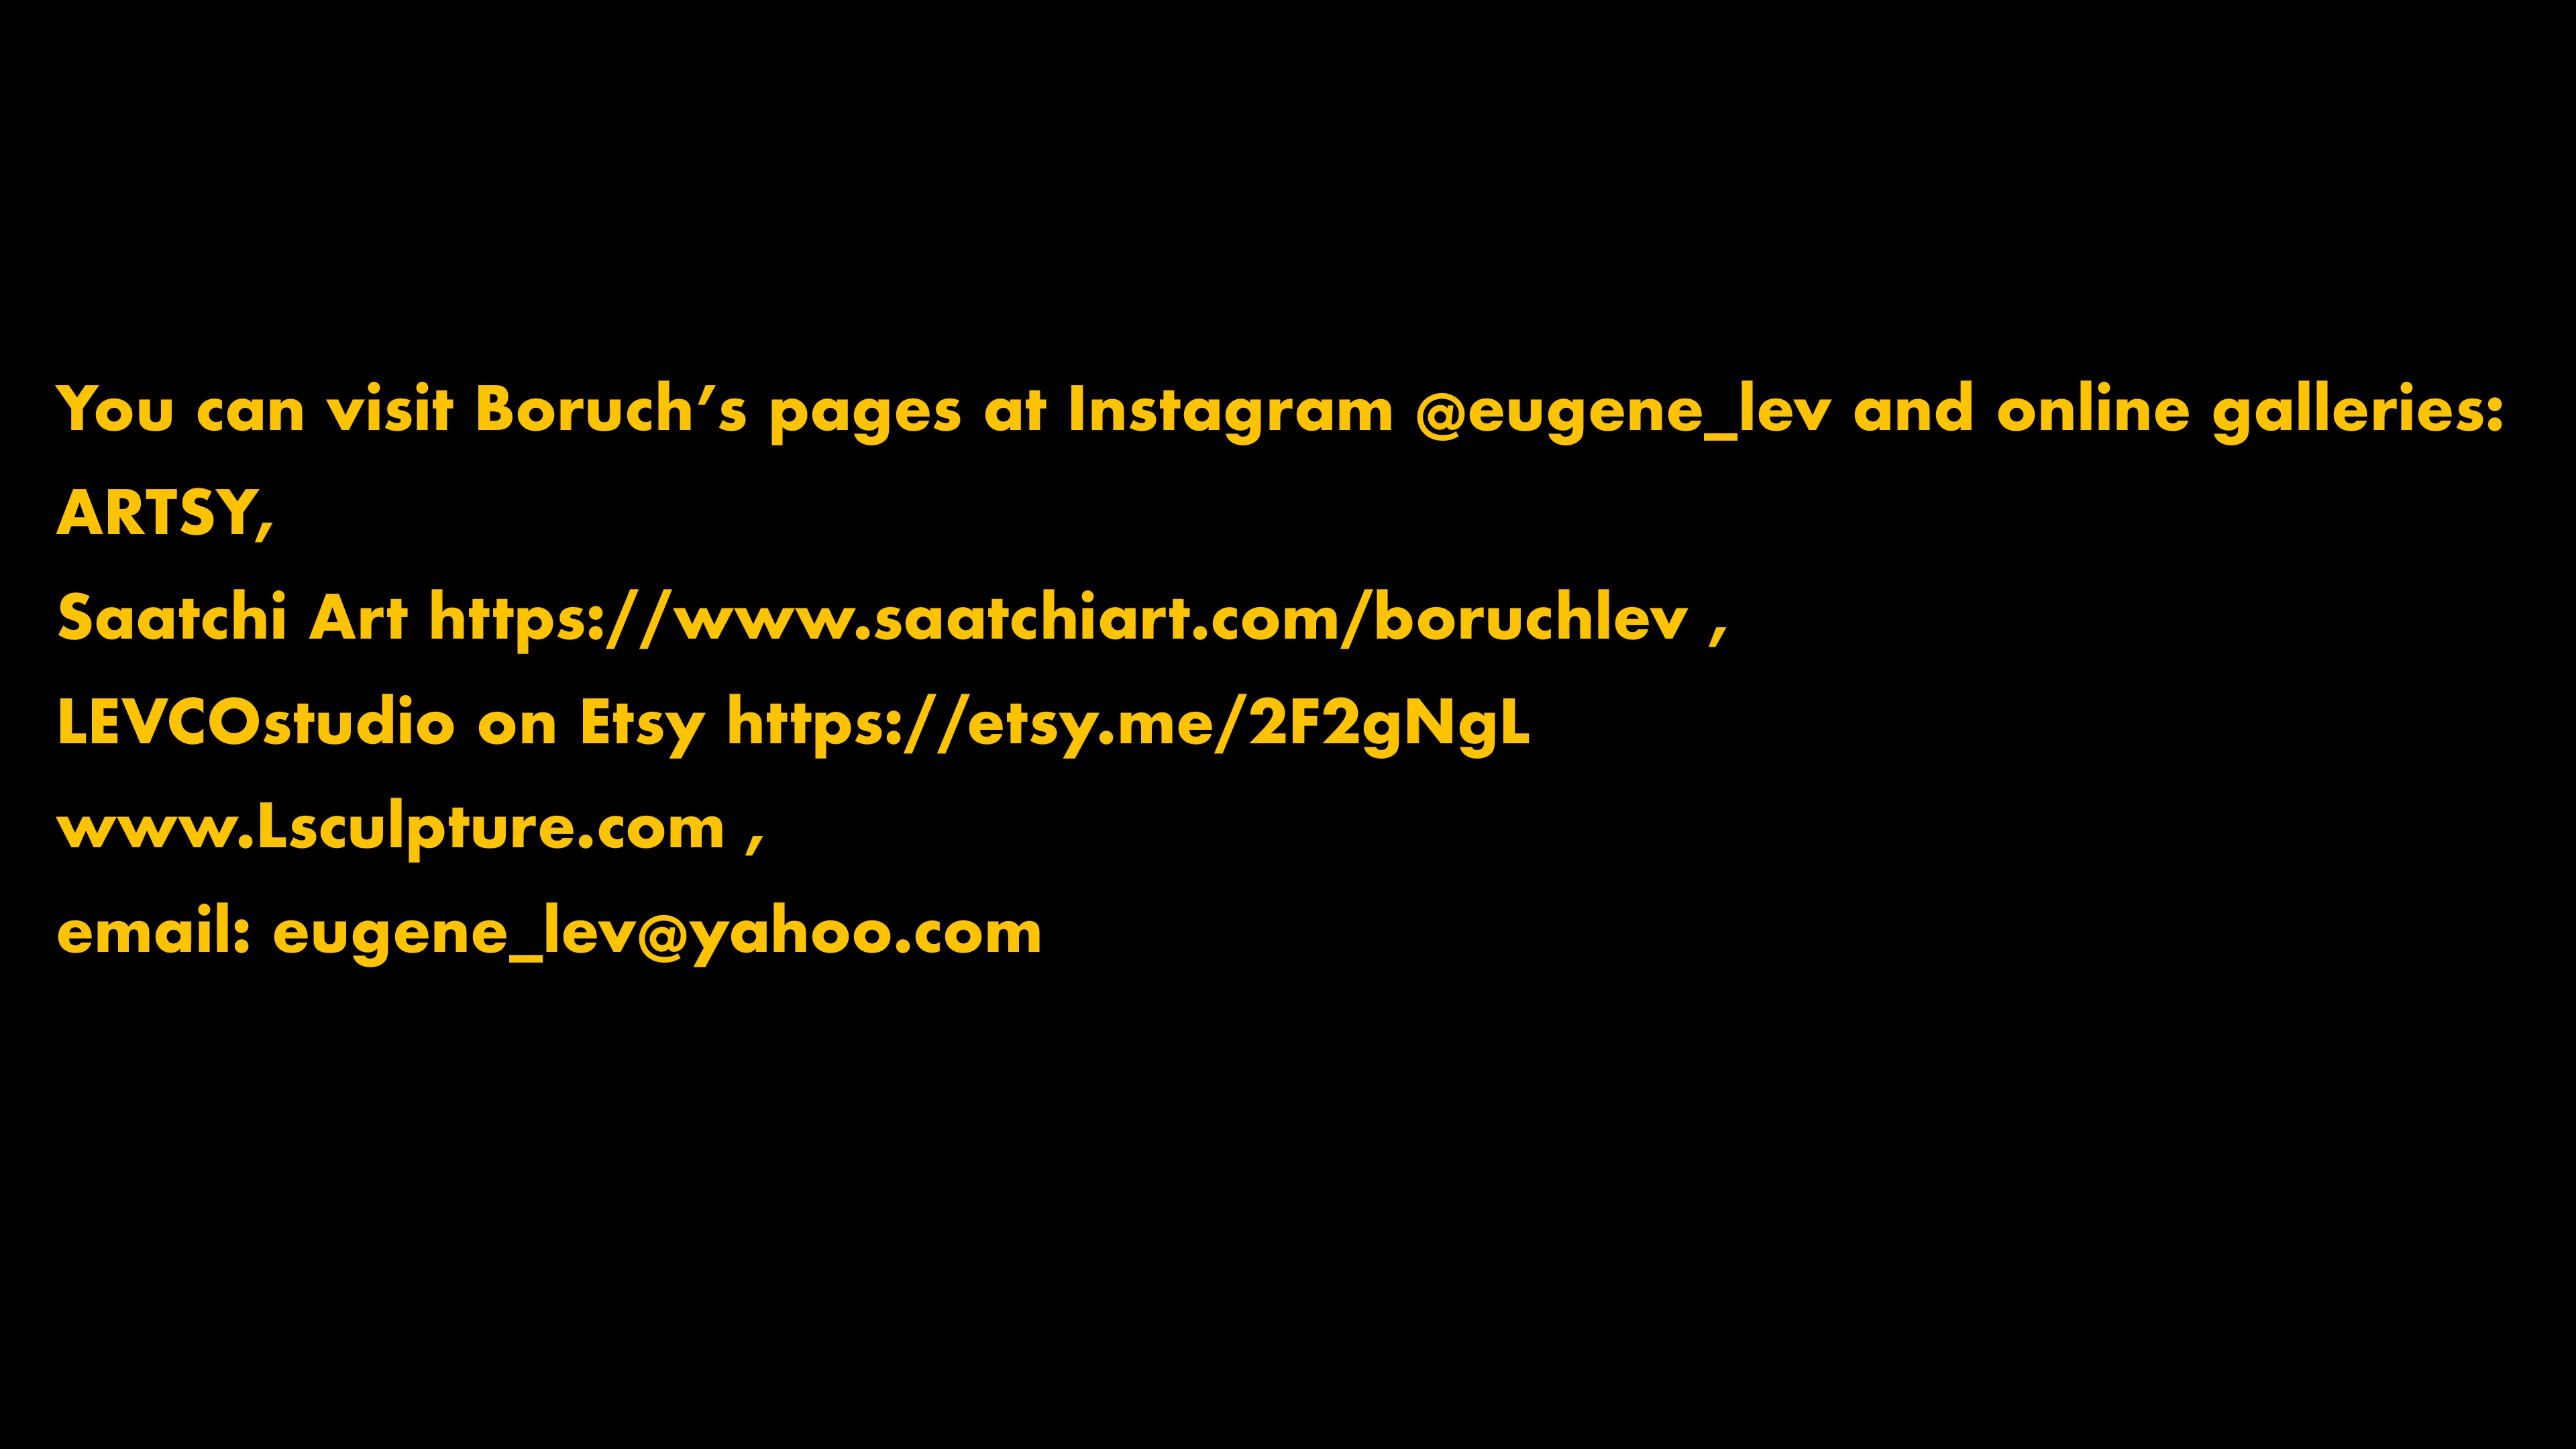 You can visit Boruch’s pages at Instagram @eugene_lev and online galleries:
ARTSY,
Saatchi Art https://www.saatchiart.com/boruchlev ,
LEVCOstudio on Etsy https://etsy.me/2F2gNgL
www.Lsculpture.com ,
email: eugene_lev@yahoo.com